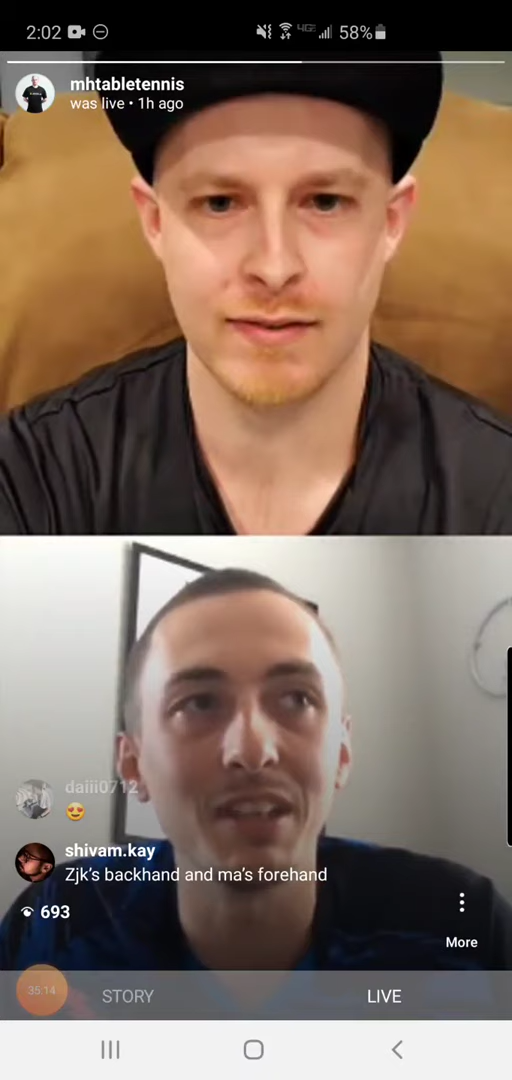 2:02 4G 58%
mhtabletennis
was live • 1h ago
daiii0712
😍
shivam.kay
Zjk's backhand and ma's forehand
693
More
35:14 STORY LIVE